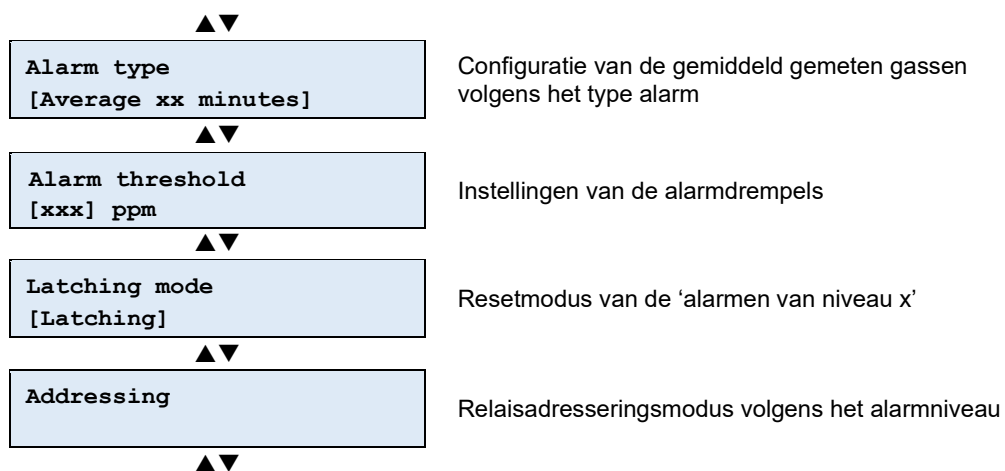 ▲▼
Alarm type
[Average xx minutes]
Configuratie van de gemiddeld gemeten gassen
volgens het type alarm
▲▼
Alarm threshold
[xxx] ppm
Instellingen van de alarmdrempels
▲▼
Latching mode
[Latching]
Resetmodus van de ‘alarmen van niveau x’
▲▼
Addressing
Relaisadresseringsmodus volgens het alarmniveau
▲▼